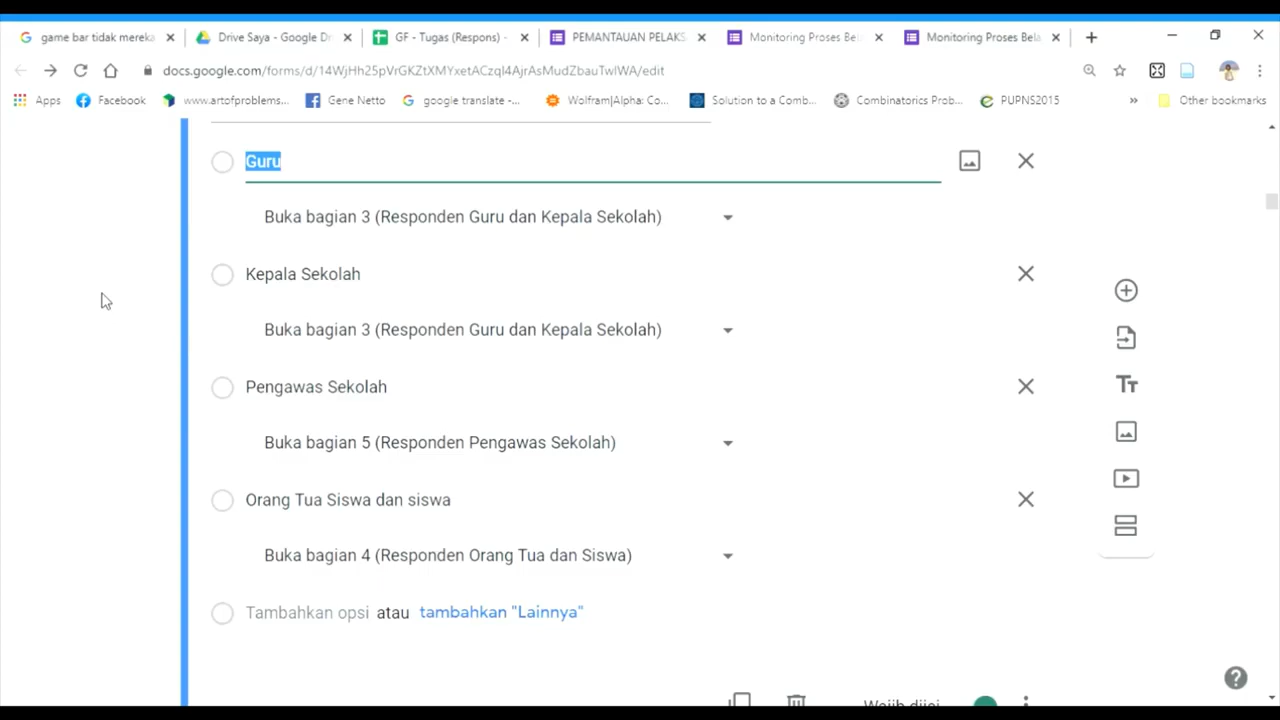 game bar tidak mereka
Drive Saya - Google Dr
GF - Tugas (Respons) -
PEMANTAUAN PELAKS
Monitoring Proses Bel
Monitoring Proses Bela
docs.google.com/forms/d/14WjHh25pVrGKZtXMYxetACzqI4AjrAsMudZbauTwIWA/edit
Apps
Facebook
www.artofproblems...
Gene Netto
google translate -...
Wolfram|Alpha: Co...
Solution to a Comb...
Combinatorics Prob...
PUPNS2015
»
Other bookmarks
Guru
Buka bagian 3 (Responden Guru dan Kepala Sekolah)
Kepala Sekolah
Buka bagian 3 (Responden Guru dan Kepala Sekolah)
Pengawas Sekolah
Buka bagian 5 (Responden Pengawas Sekolah)
Orang Tua Siswa dan siswa
Buka bagian 4 (Responden Orang Tua dan Siswa)
Tambahkan opsi atau tambahkan "Lainnya"
Wajib diisi